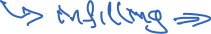 ↳ infilling ⇒